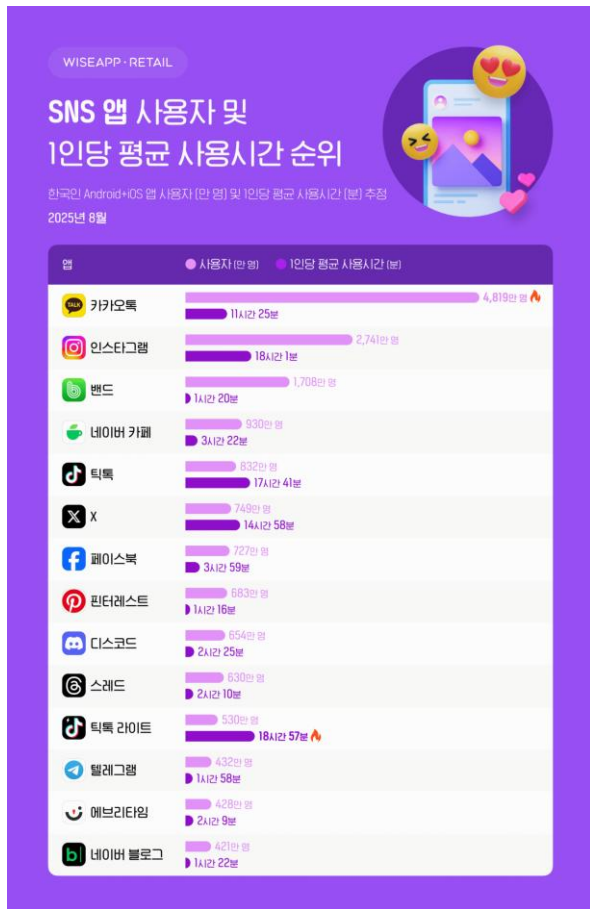 WISEAPP·RETAIL
SNS 앱 사용자 및
1인당 평균 사용시간 순위
한국인 Android+iOS 앱 사용자 (만 명) 및 1인당 평균 사용시간 (분) 추정
2025년 8월
앱 사용자 (만 명) 1인당 평균 사용시간 (분)
TALK 카카오톡 4,819만 명
11시간 25분
인스타그램 2,741만 명
18시간 1분
밴드 1,708만 명
1시간 20분
네이버 카페 930만 명
3시간 22분
틱톡 832만 명
17시간 41분
X 749만 명
14시간 58분
페이스북 727만 명
3시간 59분
핀터레스트 683만 명
1시간 16분
디스코드 654만 명
2시간 25분
스레드 630만 명
2시간 10분
틱톡 라이트 530만 명
18시간 57분
텔레그램 432만 명
1시간 58분
에브리타임 428만 명
2시간 9분
b 네이버 블로그 421만 명
1시간 22분